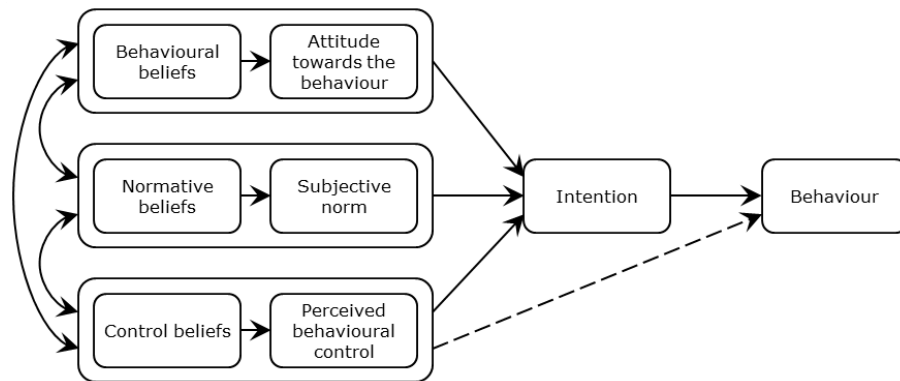 Behavioural
beliefs
Attitude
towards the
behaviour
Normative
beliefs
Subjective
norm
Intention
Behaviour
Control beliefs
Perceived
behavioural
control